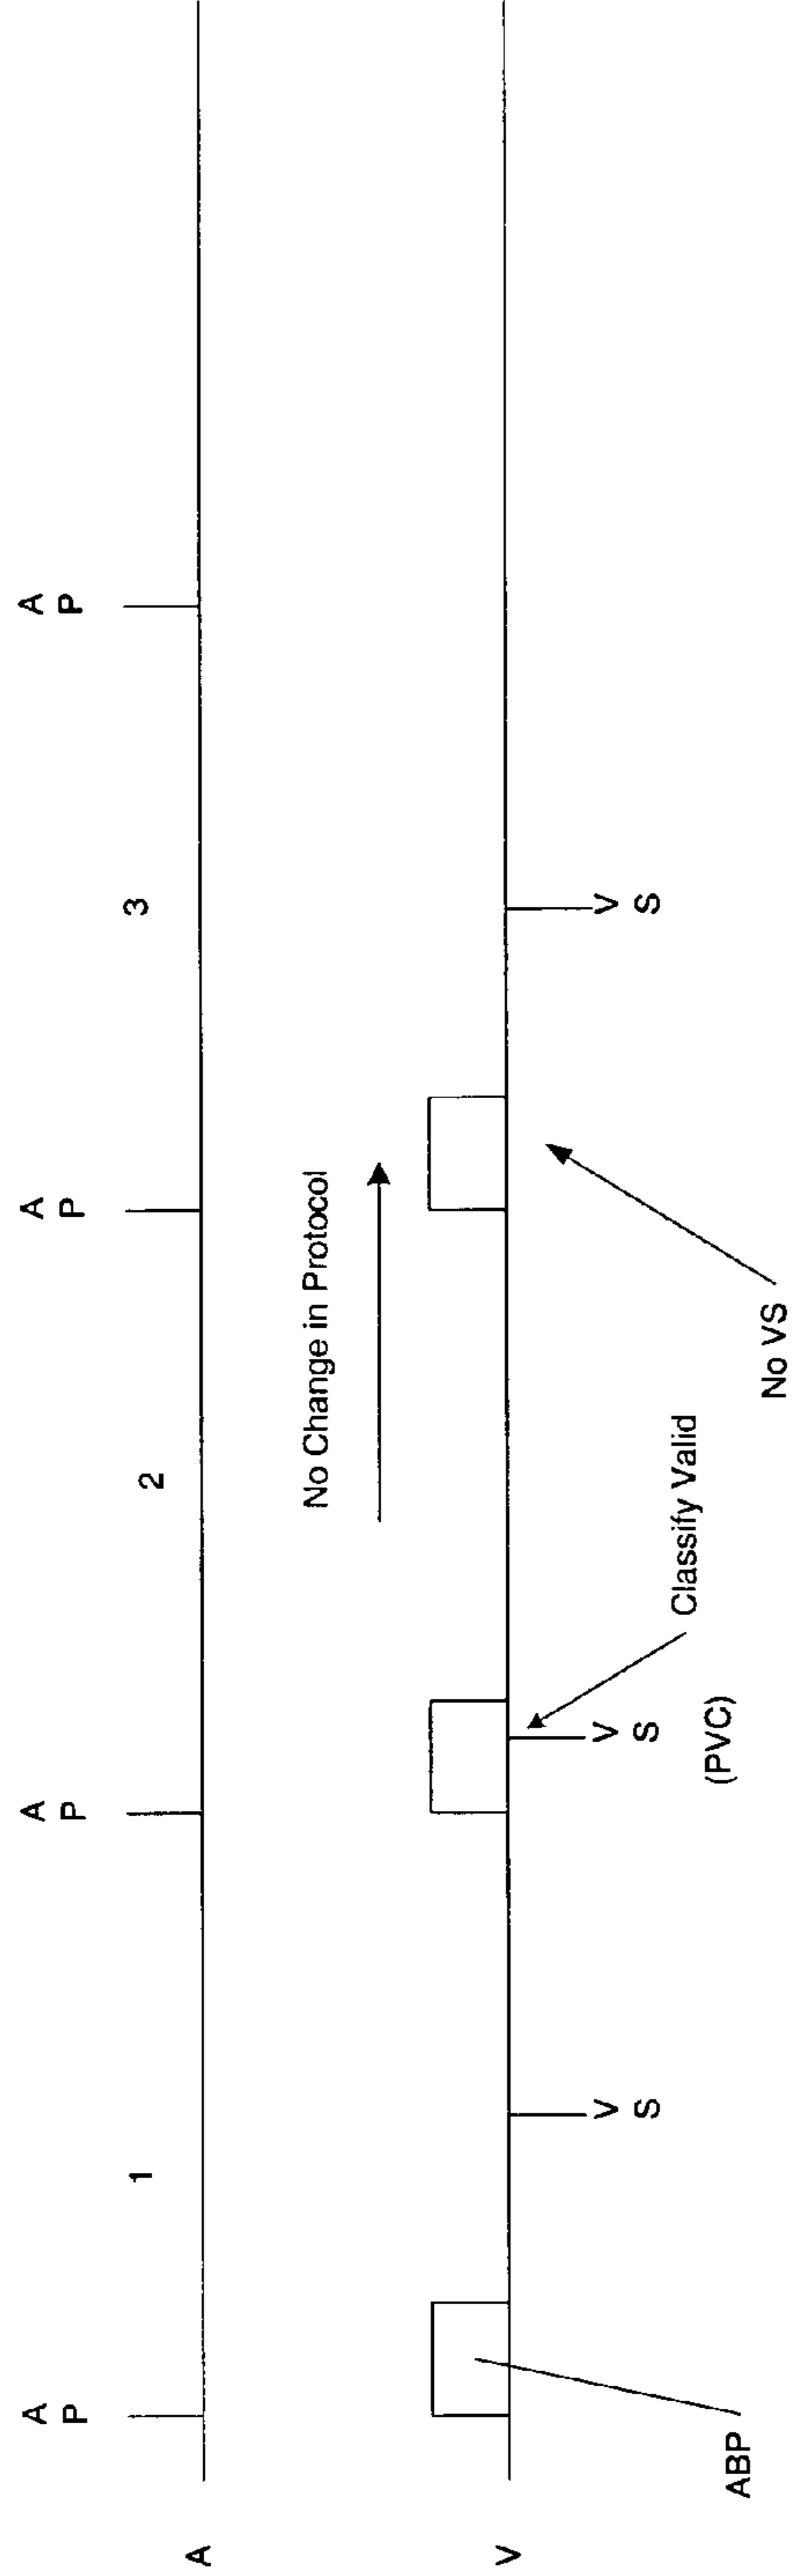 A A A A
P P P P
1 2 3
A
No Change in Protocol
V
V V V
S S S
Classify Valid
(PVC)
ABP
No VS